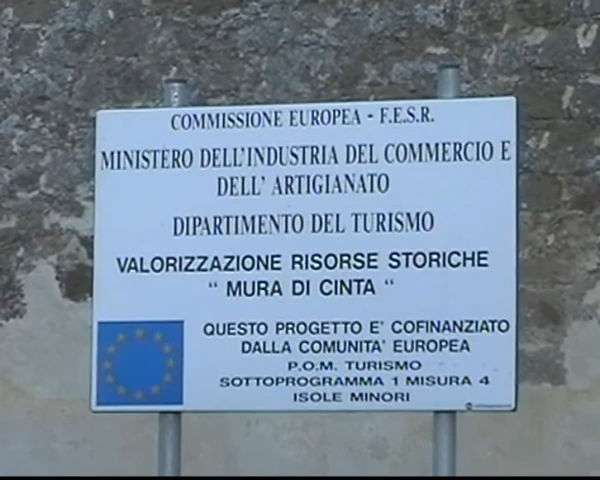 COMMISSIONE EUROPEA - F.E.S.R.
MINISTERO DELL'INDUSTRIA DEL COMMERCIO E
DELL' ARTIGIANATO
DIPARTIMENTO DEL TURISMO
VALORIZZAZIONE RISORSE STORICHE
“ MURA DI CINTA “
QUESTO PROGETTO E' COFINANZIATO
DALLA COMUNITA' EUROPEA
P.O.M. TURISMO
SOTTOPROGRAMMA 1 MISURA 4
ISOLE MINORI